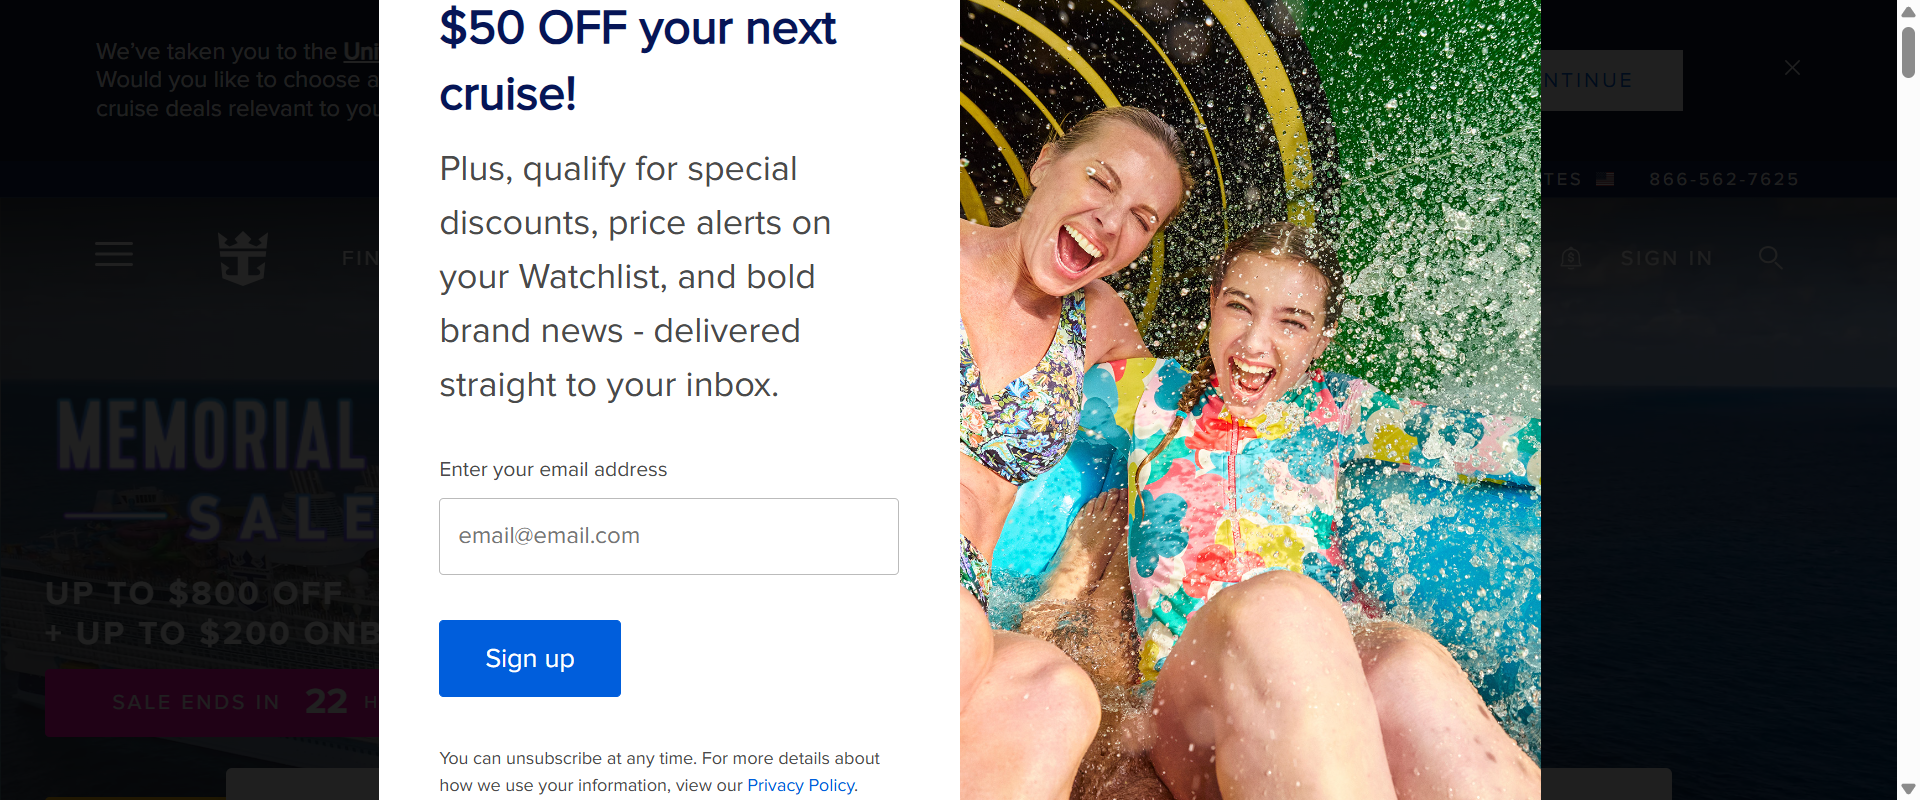 We've taken you to the Uni
Would you like to choose a
cruise deals relevant to you
NTINUE
TES
866-562-7625
FIN
SIGN IN
$50 OFF your next
cruise!
Plus, qualify for special
discounts, price alerts on
your Watchlist, and bold
brand news - delivered
straight to your inbox.
Enter your email address
email@email.com
Sign up
You can unsubscribe at any time. For more details about
how we use your information, view our Privacy Policy.
MEMORIAL
SALE
UP TO $800 OFF
+ UP TO $200 ONB
SALE ENDS IN 22 H